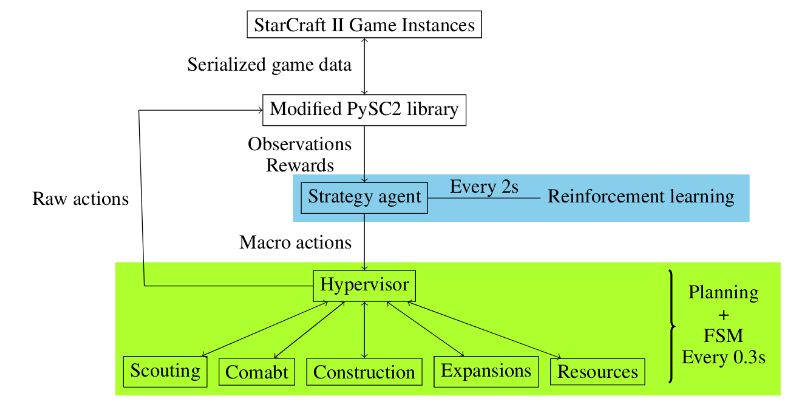 StarCraft II Game Instances
Serialized game data
Modified PySC2 library
Observations
Rewards
Strategy agent
Every 2s
Reinforcement learning
Raw actions
Macro actions
Hypervisor
Planning
+
FSM
Every 0.3s
Scouting
Comabt
Construction
Expansions
Resources